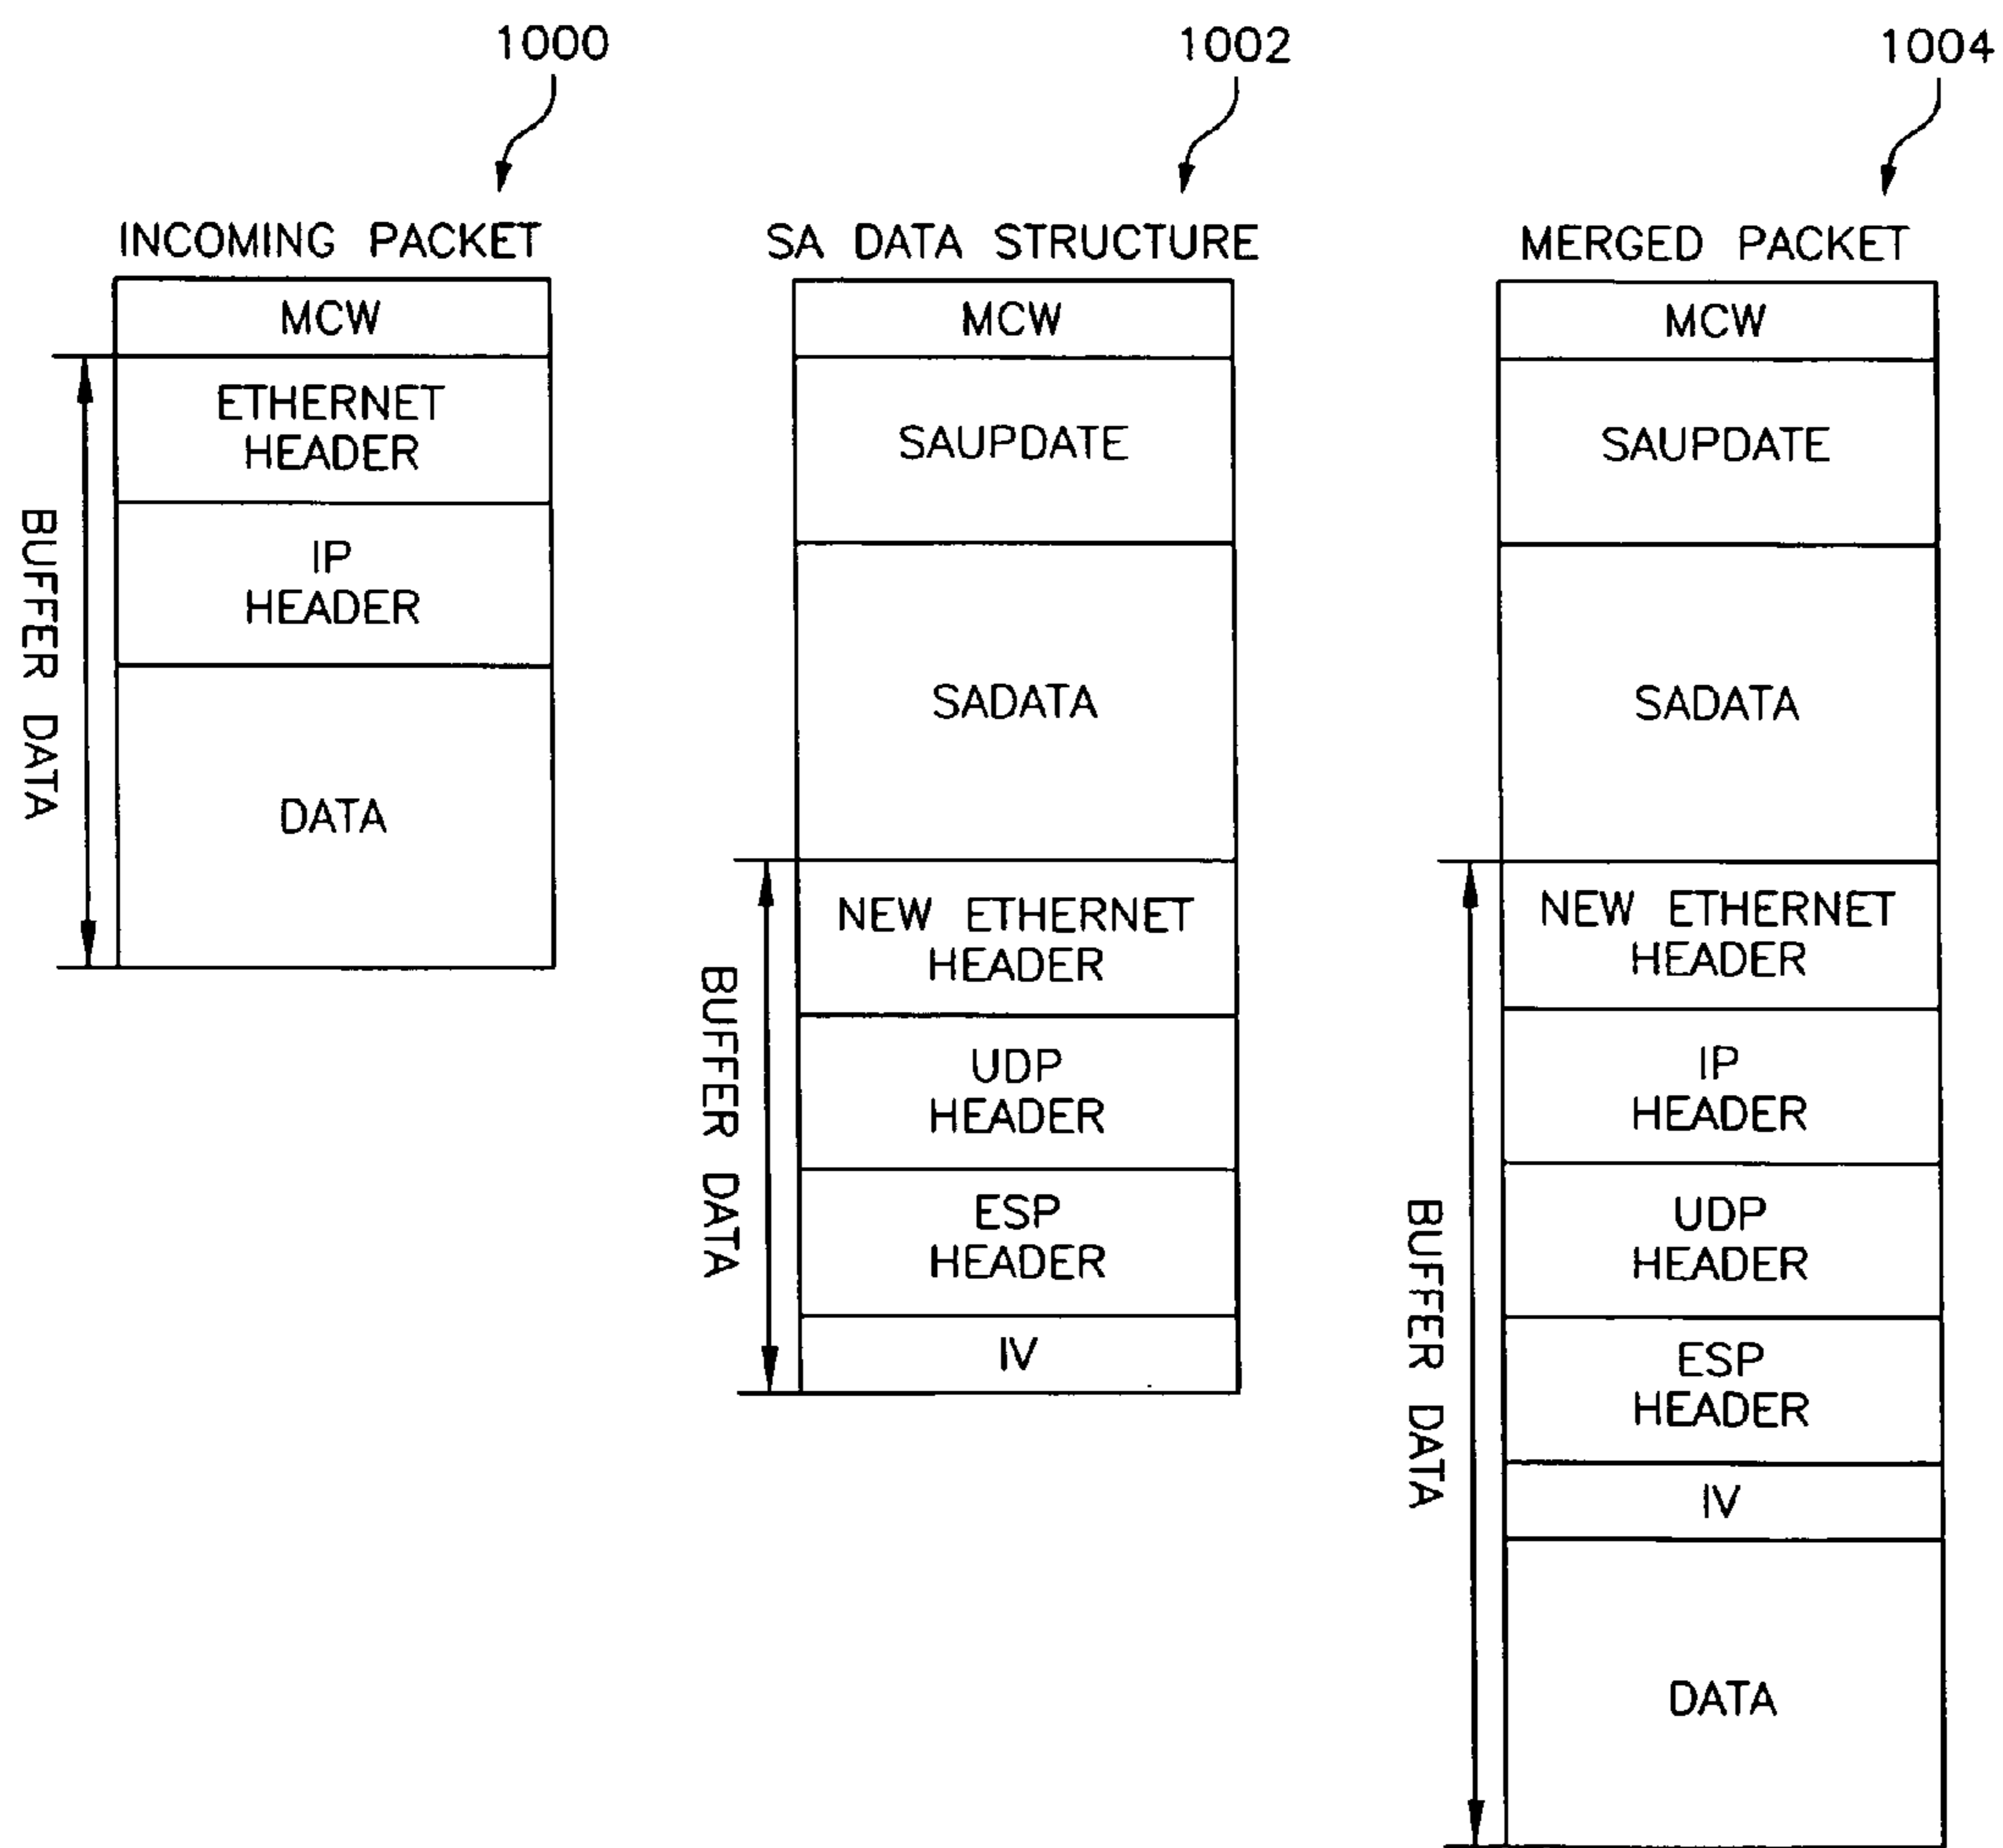 1000
INCOMING PACKET
MCW
ETHERNET
HEADER
IP
HEADER
DATA
BUFFER DATA
1002
SA DATA STRUCTURE
MCW
SAUPDATE
SADATA
NEW ETHERNET
HEADER
UDP
HEADER
ESP
HEADER
IV
BUFFER DATA
1004
MERGED PACKET
MCW
SAUPDATE
SADATA
NEW ETHERNET
HEADER
IP
HEADER
UDP
HEADER
ESP
HEADER
IV
DATA
BUFFER DATA